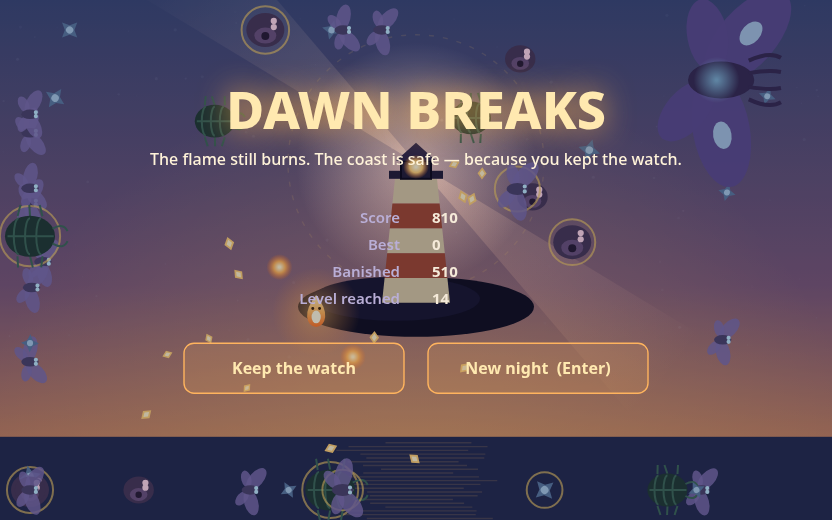 DAWN BREAKS
The flame still burns. The coast is safe — because you kept the watch.
Score 810
Best 0
Banished 510
Level reached 14
Keep the watch
New night (Enter)